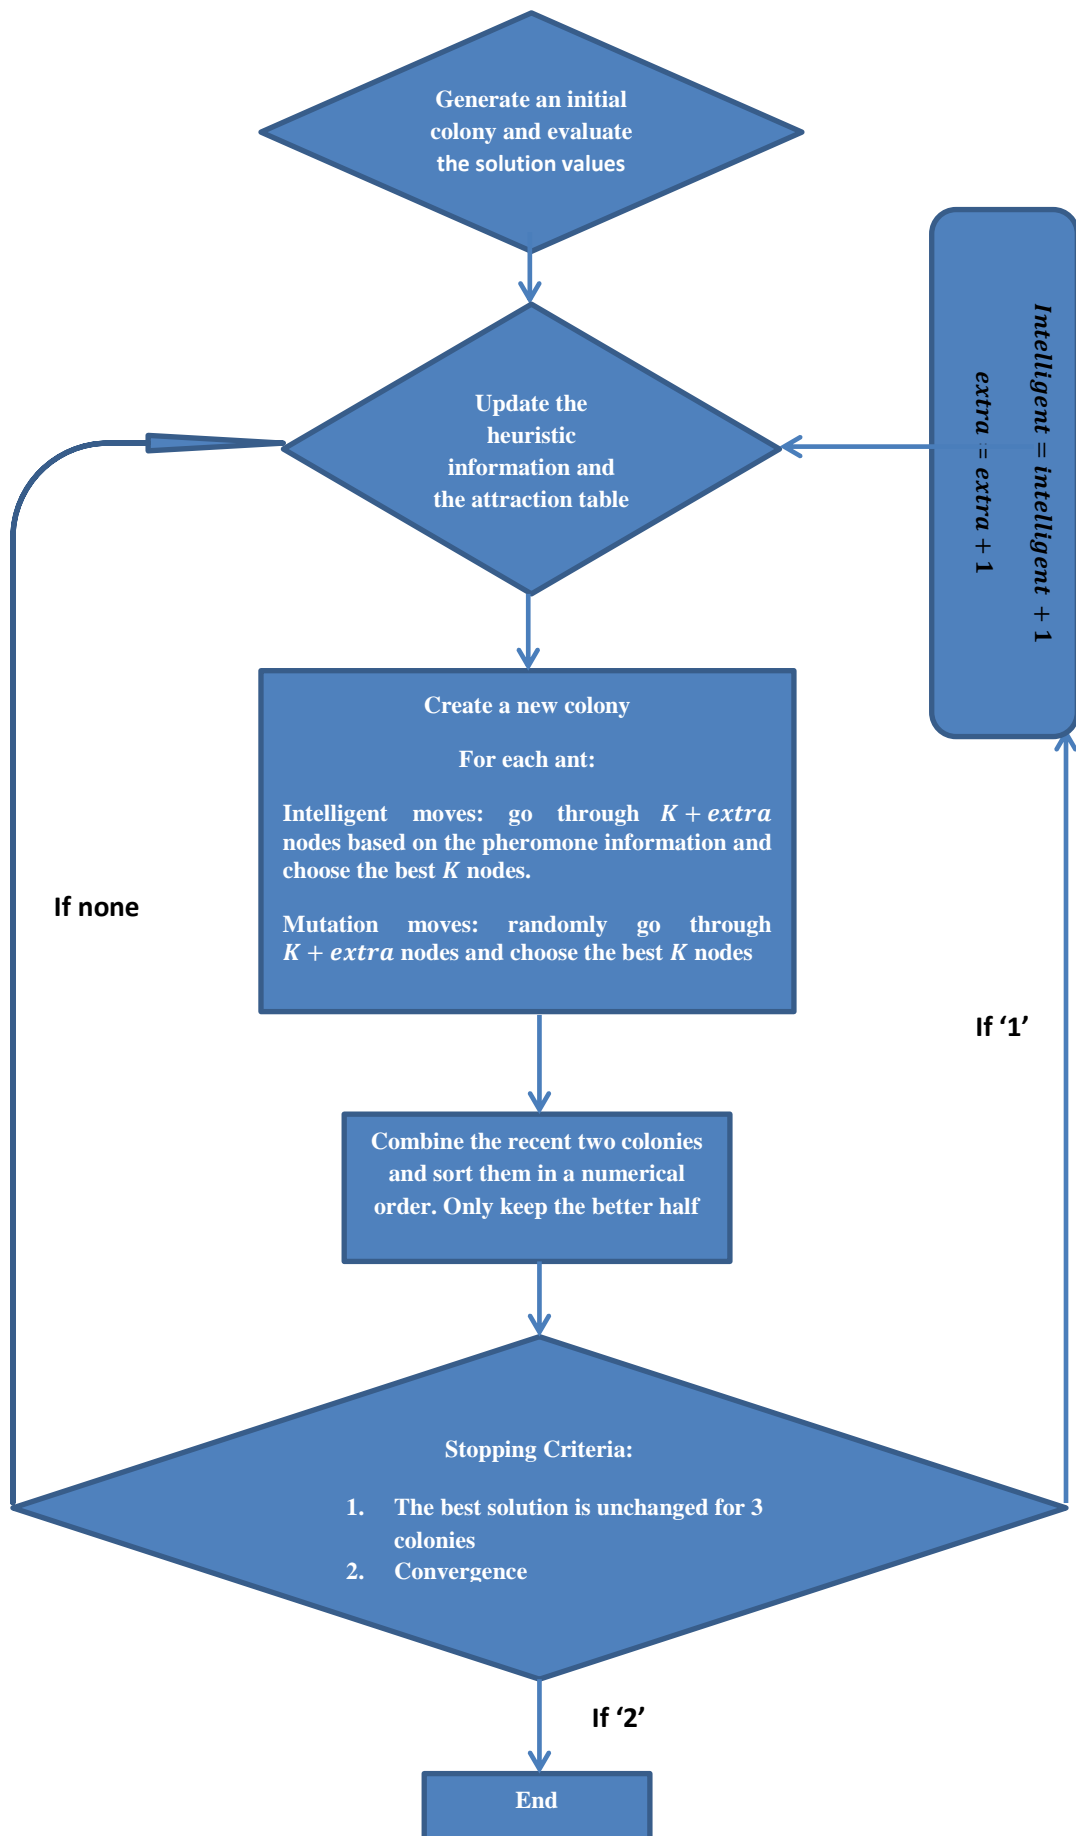 Generate an initial
colony and evaluate
the solution values
Intelligent = intelligent + 1
extra := extra + 1
Update the
heuristic
information and
the attraction table
Create a new colony
For each ant:
Intelligent moves: go through K + extra
nodes based on the pheromone information and
choose the best K nodes.
Mutation moves: randomly go through
K + extra nodes and choose the best K nodes
If none
If ‘1’
Combine the recent two colonies
and sort them in a numerical
order. Only keep the better half
Stopping Criteria:
1. The best solution is unchanged for 3
colonies
2. Convergence
If ‘2’
End